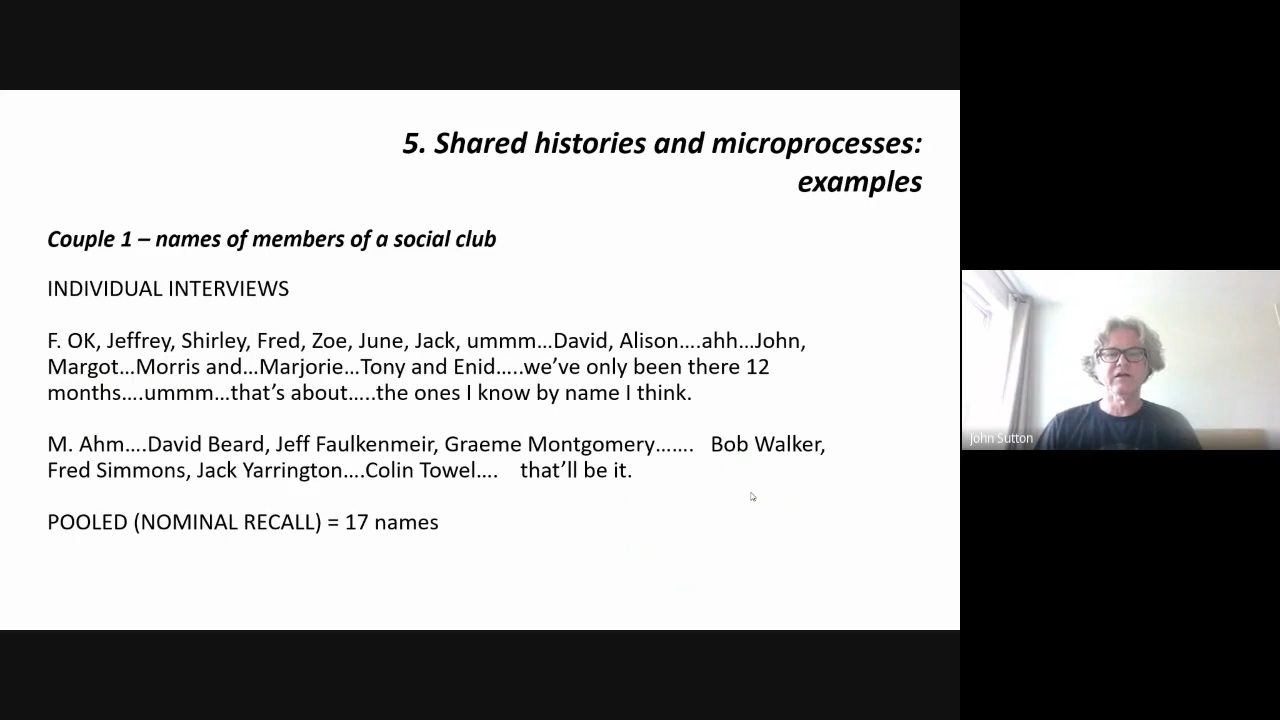 5. Shared histories and microprocesses:
examples
Couple 1 – names of members of a social club
INDIVIDUAL INTERVIEWS
F. OK, Jeffrey, Shirley, Fred, Zoe, June, Jack, ummm…David, Alison….ahh…John,
Margot…Morris and…Marjorie…Tony and Enid…..we’ve only been there 12
months….ummm…that’s about…..the ones I know by name I think.
M. Ahm….David Beard, Jeff Faulkenmeir, Graeme Montgomery……. Bob Walker,
Fred Simmons, Jack Yarrington….Colin Towel…. that’ll be it.
POOLED (NOMINAL RECALL) = 17 names
John Sutton